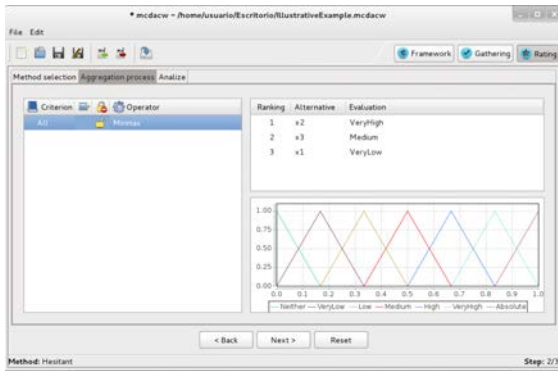 * mcdacw - /home/usuario/Escritorio/IllustrativeExample.mcdacw
File Edit
Framework Gathering Rating
Method selection Aggregation process Analize
Criterion Operator
All Minmax
Ranking Alternative Evaluation
1 x2 VeryHigh
2 x3 Medium
3 x1 VeryLow
1.00
0.75
0.50
0.25
0.00
0.0 0.1 0.2 0.3 0.4 0.5 0.6 0.7 0.8 0.9 1.0
Neither VeryLow Low Medium High VeryHigh Absolute
< Back Next > Reset
Method: Hesitant Step: 2/3